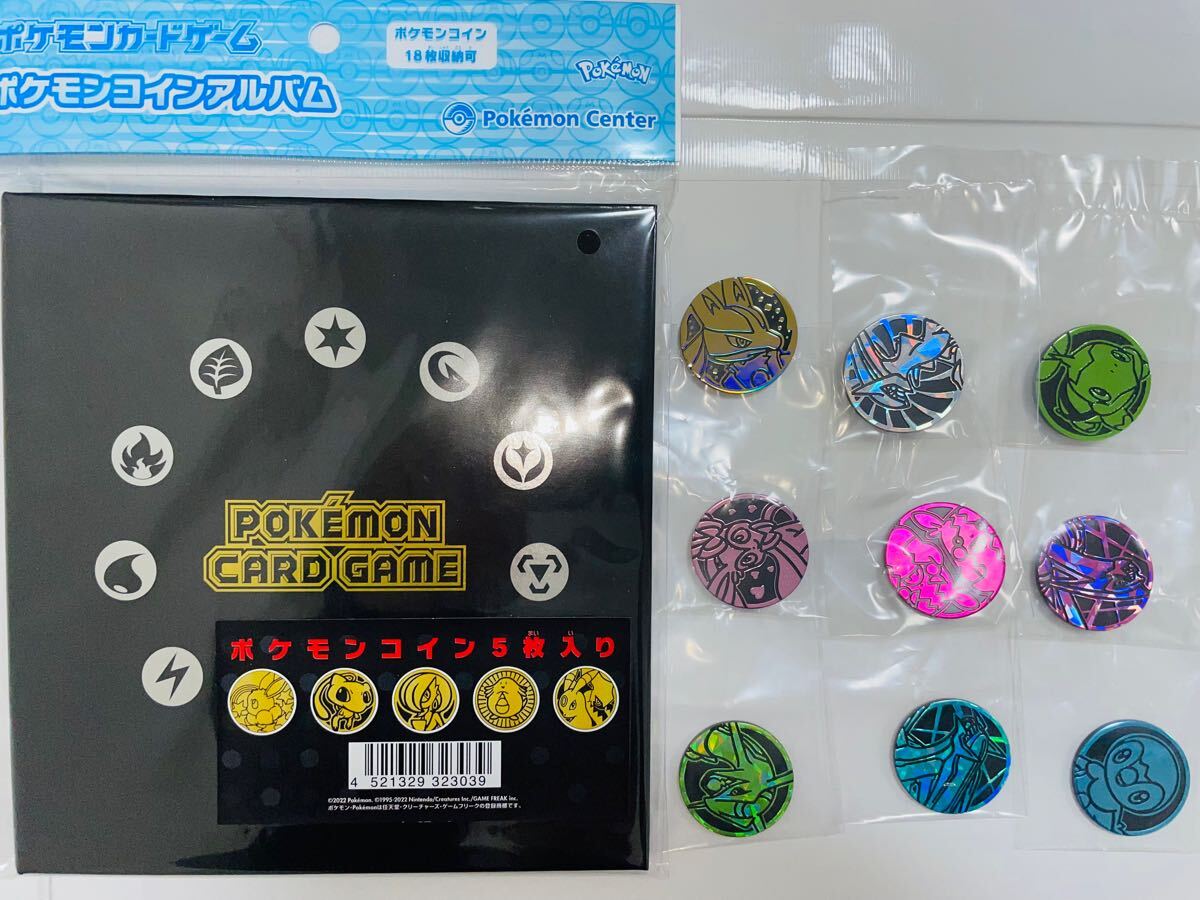 ポケモンカードゲーム
ポケモンコインアルバム
ポケモンコイン
18枚収納可
POKéMON
Pokémon Center
POKÉMON
CARD GAME
ポケモンコイン5枚入り
4 521329 323039
©2022 Pokémon. ©1995-2022 Nintendo/Creatures Inc./GAME FREAK inc.
ポケモン・Pokémonは任天堂・クリーチャーズ・ゲームフリークの登録商標です。